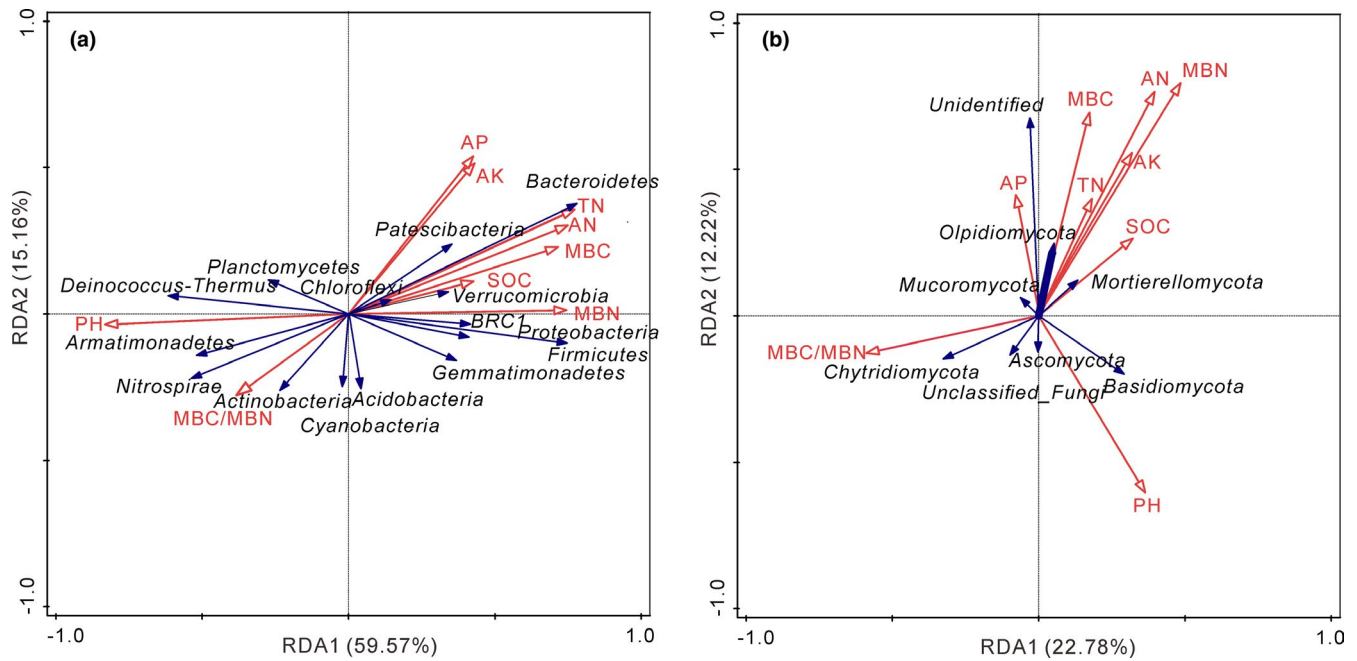 1.0
(a)
AP
AK
Bacteroidetes
TN
AN
Patescibacteria
MBC
Planctomycetes
Deinococcus-Thermus
Chloroflexi
SOC
Verrucomicrobia
PH
MBN
BRC1
Proteobacteria
Armatimonadetes
Firmicutes
Gemmatimonadetes
Nitrospirae
Actinobacteria
Acidobacteria
MBC/MBN
Cyanobacteria
RDA2 (15.16%)
-1.0
-1.0
RDA1 (59.57%)
1.0
1.0
(b)
MBN
AN
MBC
Unidentified
AK
AP
TN
SOC
Olpidiomycota
Mucoromycota
Mortierellomycota
MBC/MBN
Chytridiomycota
Ascomycota
Unclassified_Fungi
Basidiomycota
PH
RDA2 (12.22%)
-1.0
-1.0
RDA1 (22.78%)
1.0